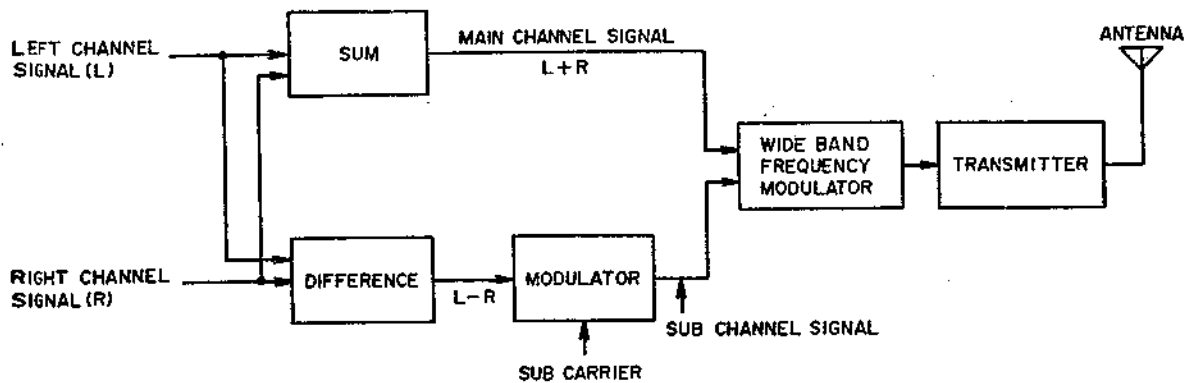 LEFT CHANNEL
SIGNAL (L)
SUM
MAIN CHANNEL SIGNAL
L+R
ANTENNA
WIDE BAND
FREQUENCY
MODULATOR
TRANSMITTER
RIGHT CHANNEL
SIGNAL (R)
DIFFERENCE
L-R
MODULATOR
SUB CHANNEL SIGNAL
SUB CARRIER